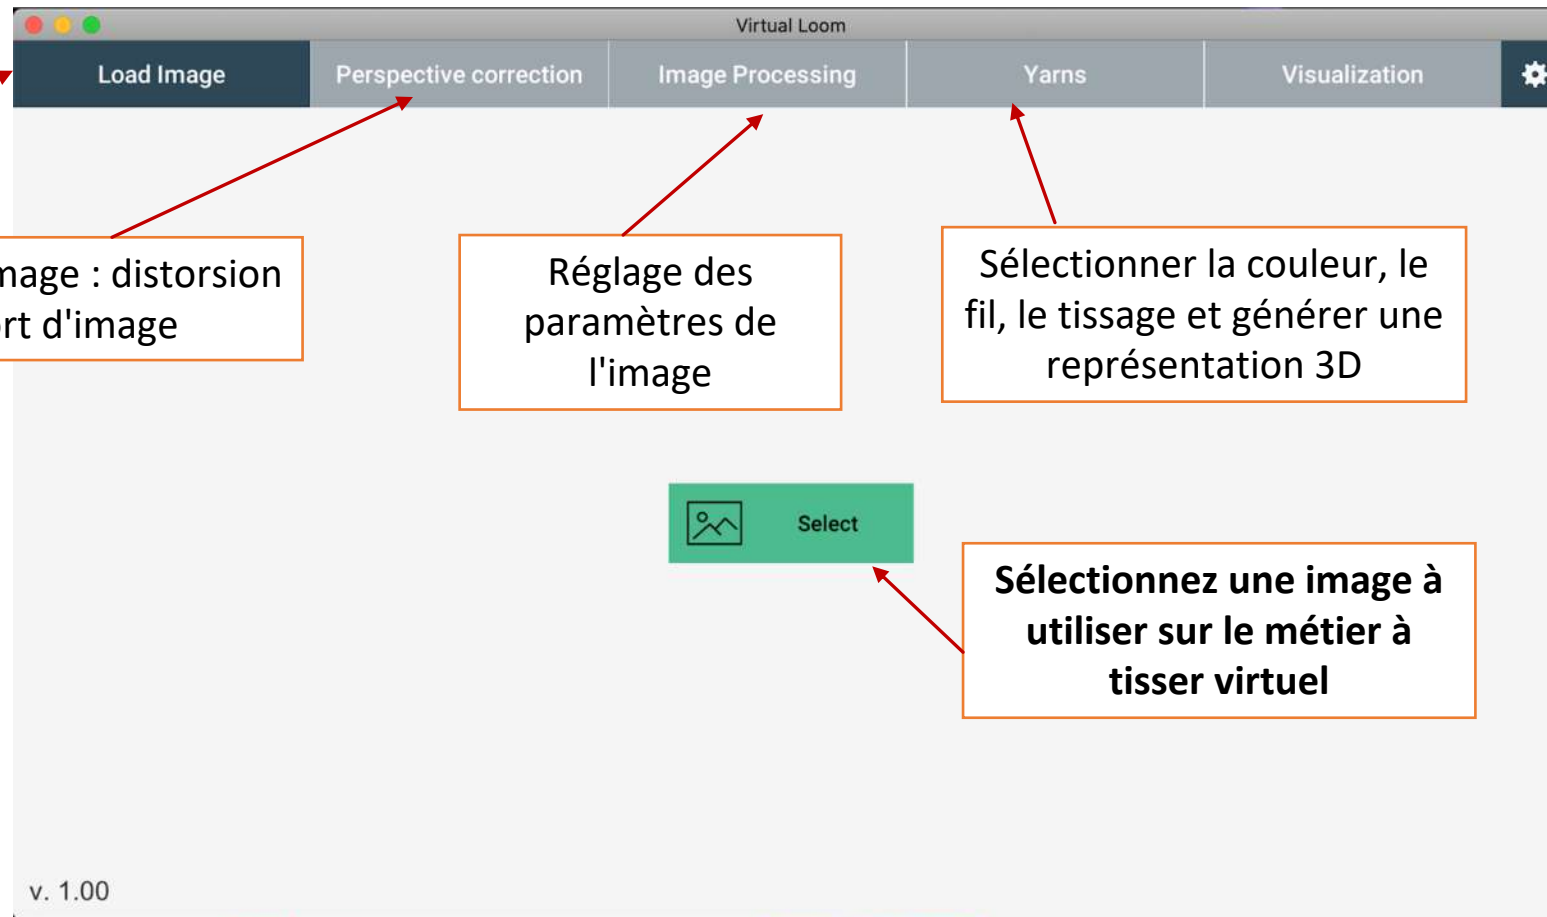 Virtual Loom
Load Image
Perspective correction
Image Processing
Yarns
Visualization
: distorsion
d'image
Réglage des
paramètres de
l'image
Sélectionner la couleur, le
fil, le tissage et générer une
représentation 3D
Select
Sélectionnez une image à
utiliser sur le métier à
tisser virtuel
v. 1.00